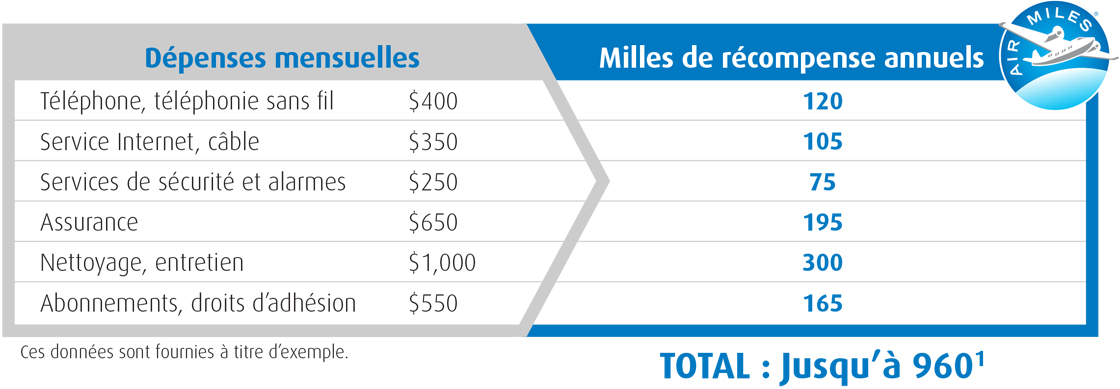 Dépenses mensuelles Milles de récompense annuels
AIR MILES®
Téléphone, téléphonie sans fil $400 120
Service Internet, câble $350 105
Services de sécurité et alarmes $250 75
Assurance $650 195
Nettoyage, entretien $1,000 300
Abonnements, droits d’adhésion $550 165
Ces données sont fournies à titre d’exemple.
TOTAL : Jusqu’à 960¹